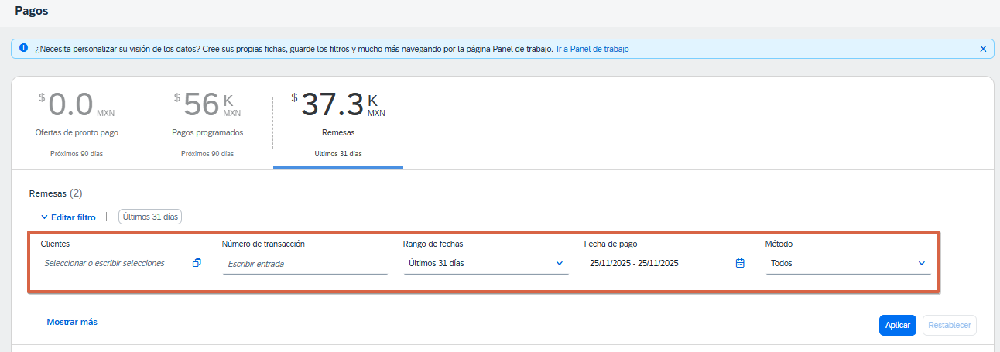 Pagos
¿Necesita personalizar su visión de los datos? Cree sus propias fichas, guarde los filtros y mucho más navegando por la página Panel de trabajo. Ir a Panel de trabajo
$ 0.0 MXN
Ofertas de pronto pago
Próximos 90 días
$ 56 K MXN
Pagos programados
Próximos 90 días
$ 37.3 K MXN
Remesas
Últimos 31 días
Remesas (2)
Editar filtro | Últimos 31 días
Clientes
Seleccionar o escribir selecciones
Número de transacción
Escribir entrada
Rango de fechas
Últimos 31 días
Fecha de pago
25/11/2025 - 25/11/2025
Método
Todos
Mostrar más
Aplicar
Restablecer